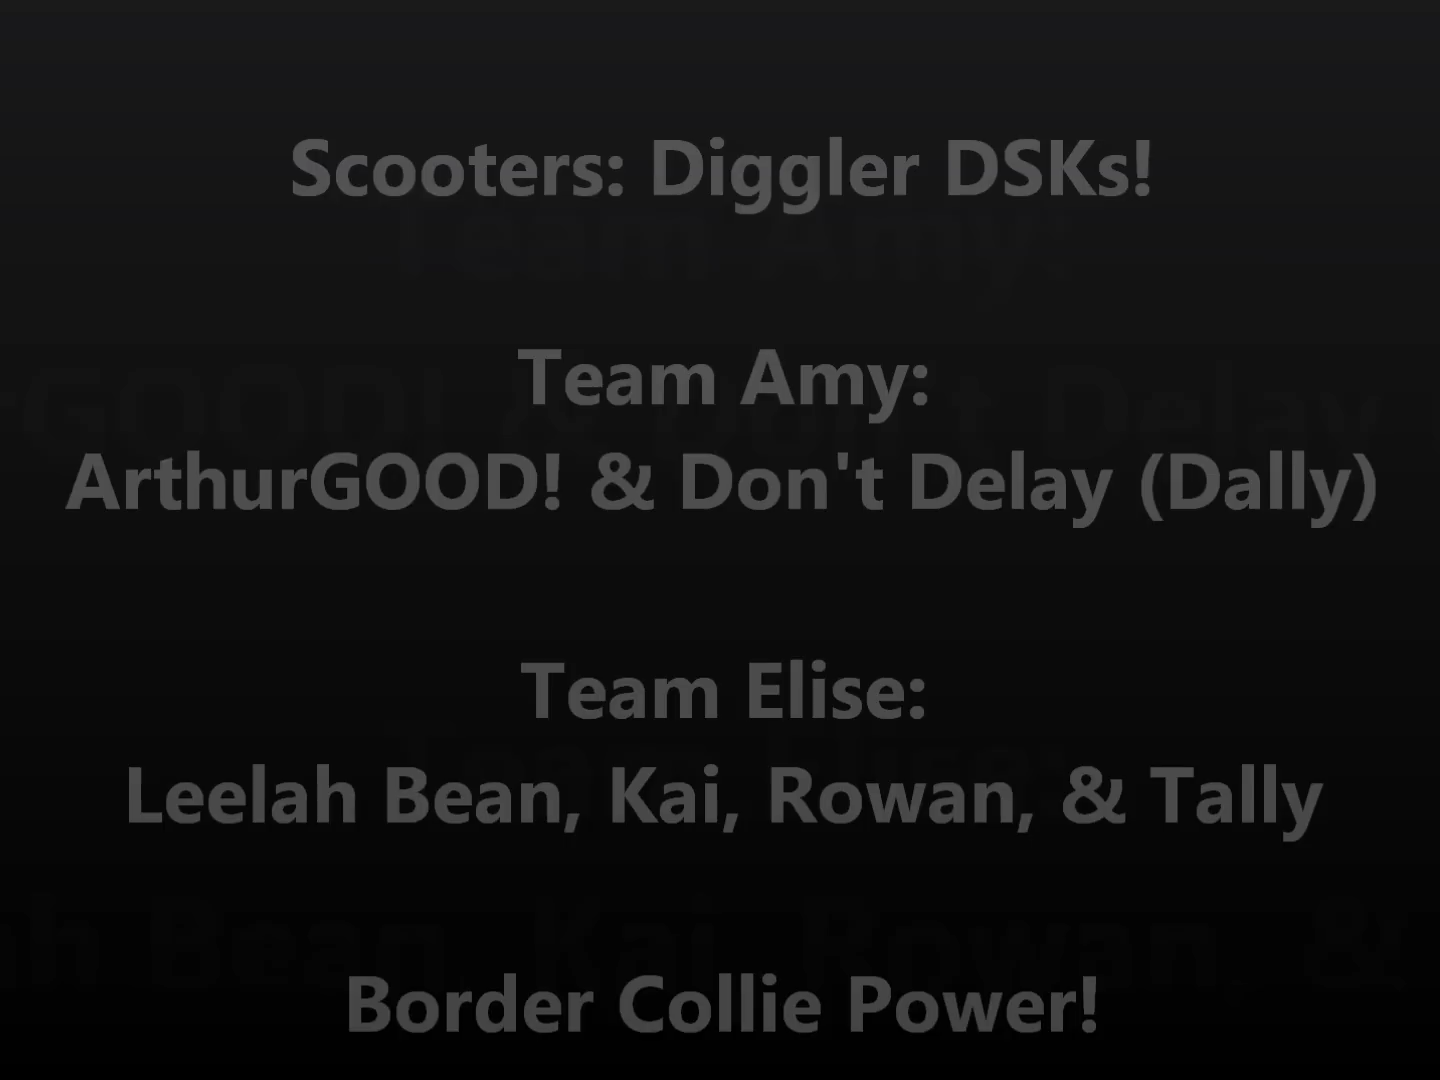 Scooters: Diggler DSKs!
Team Amy:
ArthurGOOD! & Don't Delay (Dally)
Team Elise:
Leelah Bean, Kai, Rowan, & Tally
Border Collie Power!